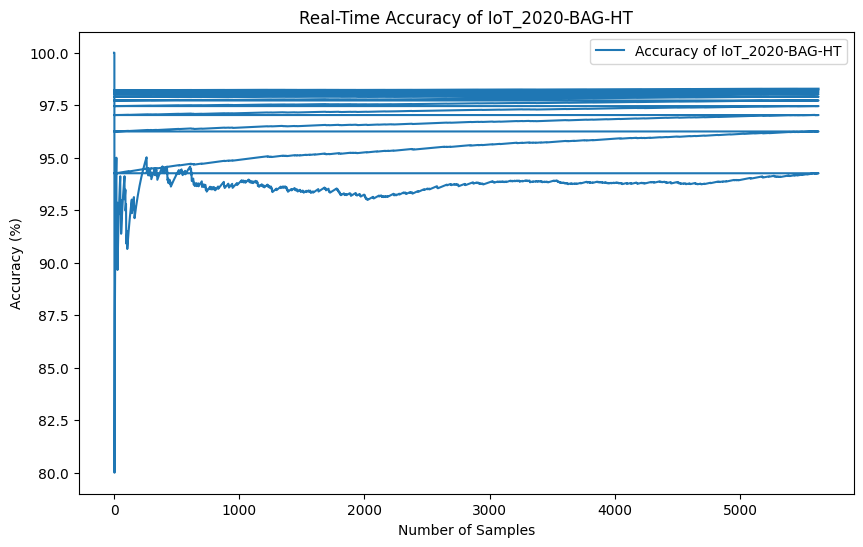 Real-Time Accuracy of IoT_2020-BAG-HT
Accuracy of IoT_2020-BAG-HT
Accuracy (%)
100.0
97.5
95.0
92.5
90.0
87.5
85.0
82.5
80.0
0 1000 2000 3000 4000 5000
Number of Samples